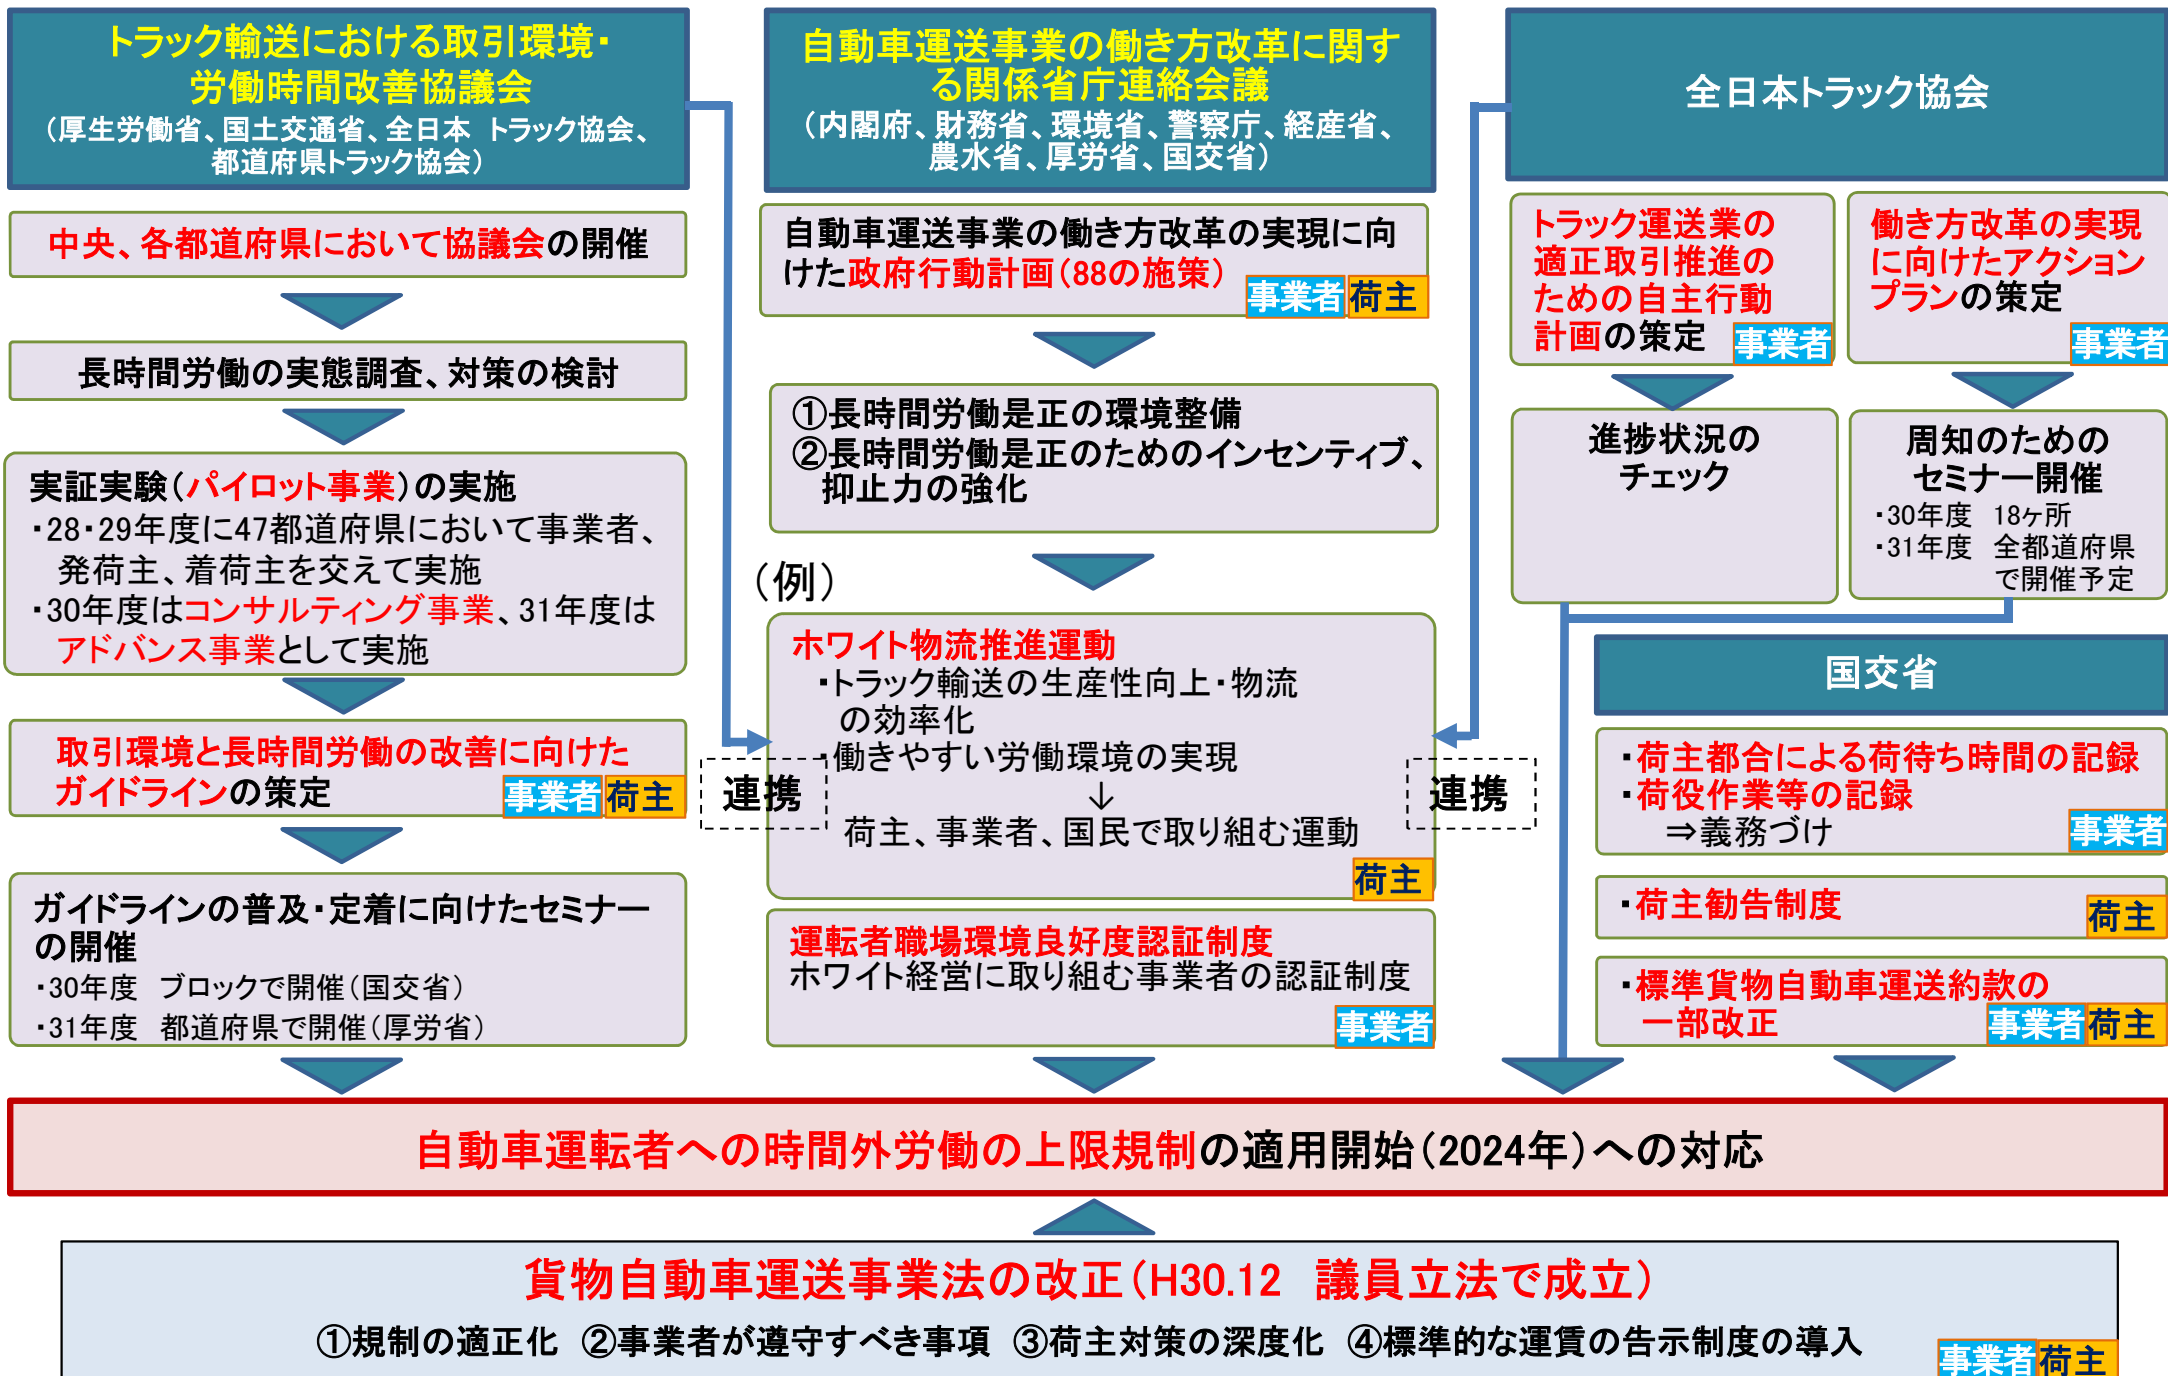 トラック輸送における取引環境・
労働時間改善協議会
（厚生労働省、国土交通省、全日本　トラック協会、
都道府県トラック協会）
中央、各都道府県において協議会の開催
長時間労働の実態調査、対策の検討
実証実験（パイロット事業）の実施
・28・29年度に47都道府県において事業者、
発荷主、着荷主を交えて実施
・30年度はコンサルティング事業、31年度は
アドバンス事業として実施
取引環境と長時間労働の改善に向けた
ガイドラインの策定
事業者 荷主
ガイドラインの普及・定着に向けたセミナー
の開催
・30年度　ブロックで開催（国交省）
・31年度　都道府県で開催（厚労省）
自動車運送事業の働き方改革に関す
る関係省庁連絡会議
（内閣府、財務省、環境省、警察庁、経産省、
農水省、厚労省、国交省）
自動車運送事業の働き方改革の実現に向
けた政府行動計画（88の施策）
事業者 荷主
①長時間労働是正の環境整備
②長時間労働是正のためのインセンティブ、
抑止力の強化
（例）
ホワイト物流推進運動
・トラック輸送の生産性向上・物流
の効率化
・働きやすい労働環境の実現
↓
荷主、事業者、国民で取り組む運動
荷主
連携
連携
運転者職場環境良好度認証制度
ホワイト経営に取り組む事業者の認証制度
事業者
全日本トラック協会
トラック運送業の
適正取引推進の
ための自主行動
計画の策定
事業者
働き方改革の実現
に向けたアクション
プランの策定
事業者
進捗状況の
チェック
周知のための
セミナー開催
・30年度　18ヶ所
・31年度　全都道府県
で開催予定
国交省
・荷主都合による荷待ち時間の記録
・荷役作業等の記録
⇒義務づけ
事業者
・荷主勧告制度
荷主
・標準貨物自動車運送約款の
一部改正
事業者 荷主
自動車運転者への時間外労働の上限規制の適用開始（2024年）への対応
貨物自動車運送事業法の改正（H30.12　議員立法で成立）
①規制の適正化　②事業者が遵守すべき事項　③荷主対策の深度化　④標準的な運賃の告示制度の導入
事業者 荷主